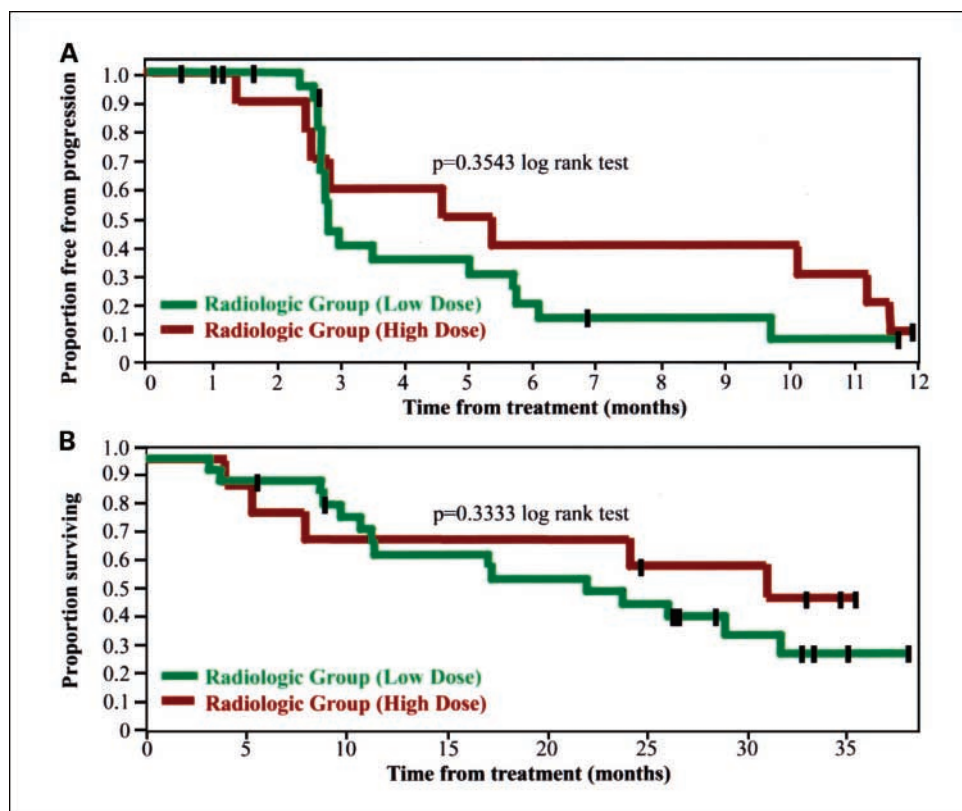 A
Proportion free from progression
1.0
0.9
0.8
0.7
0.6
0.5
0.4
0.3
0.2
0.1
0
p=0.3543 log rank test
Radiologic Group (Low Dose)
Radiologic Group (High Dose)
0 1 2 3 4 5 6 7 8 9 10 11 12
Time from treatment (months)
B
Proportion surviving
1.0
0.9
0.8
0.7
0.6
0.5
0.4
0.3
0.2
0.1
0
p=0.3333 log rank test
Radiologic Group (Low Dose)
Radiologic Group (High Dose)
0 5 10 15 20 25 30 35
Time from treatment (months)